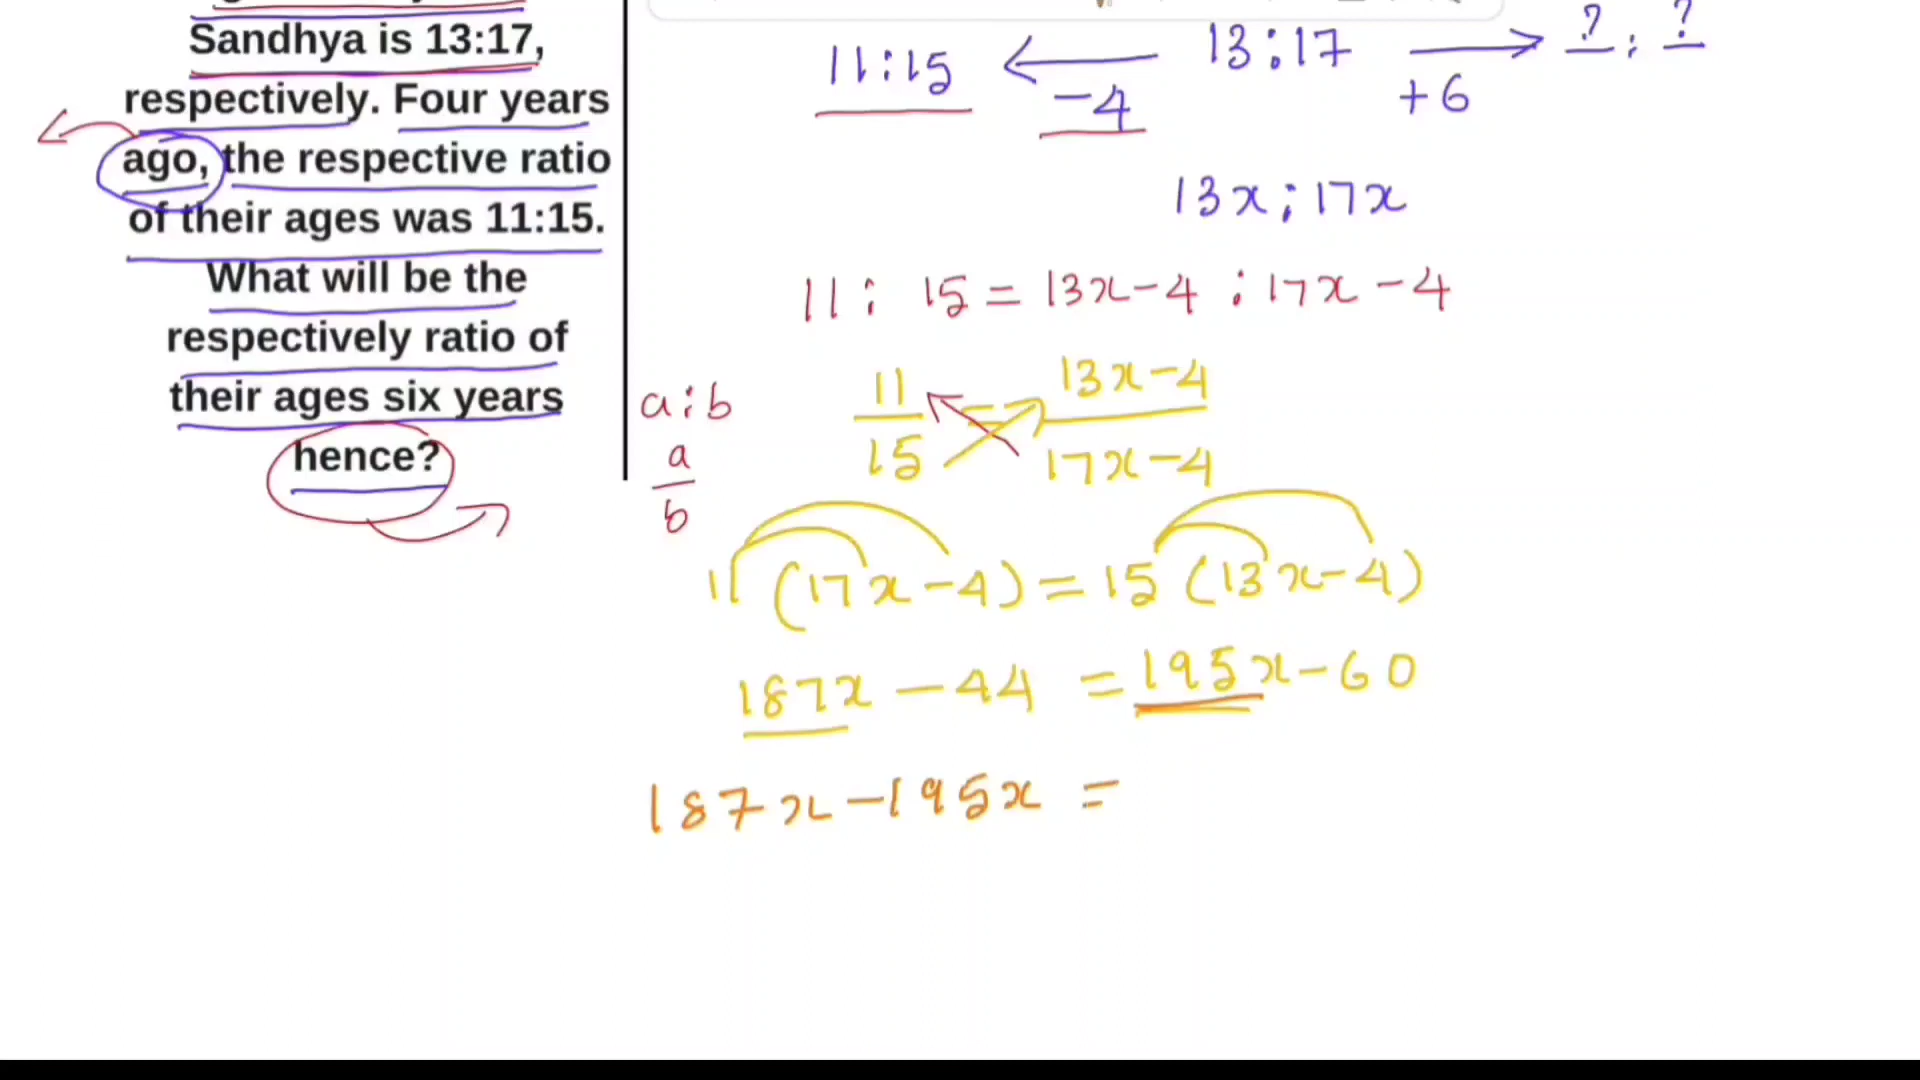 Sandhya is 13:17,
respectively. Four years
ago, the respective ratio
of their ages was 11:15.
What will be the
respectively ratio of
their ages six years
hence?
11:15 ← -4 13:17 → +6 ? : ?
13x:17x
11: 15 = 13x-4 : 17x-4
a:b
a/b
11/15 = 13x-4/17x-4
11 (17x-4) = 15 (13x-4)
187x - 44 = 195x - 60
187x - 195x =